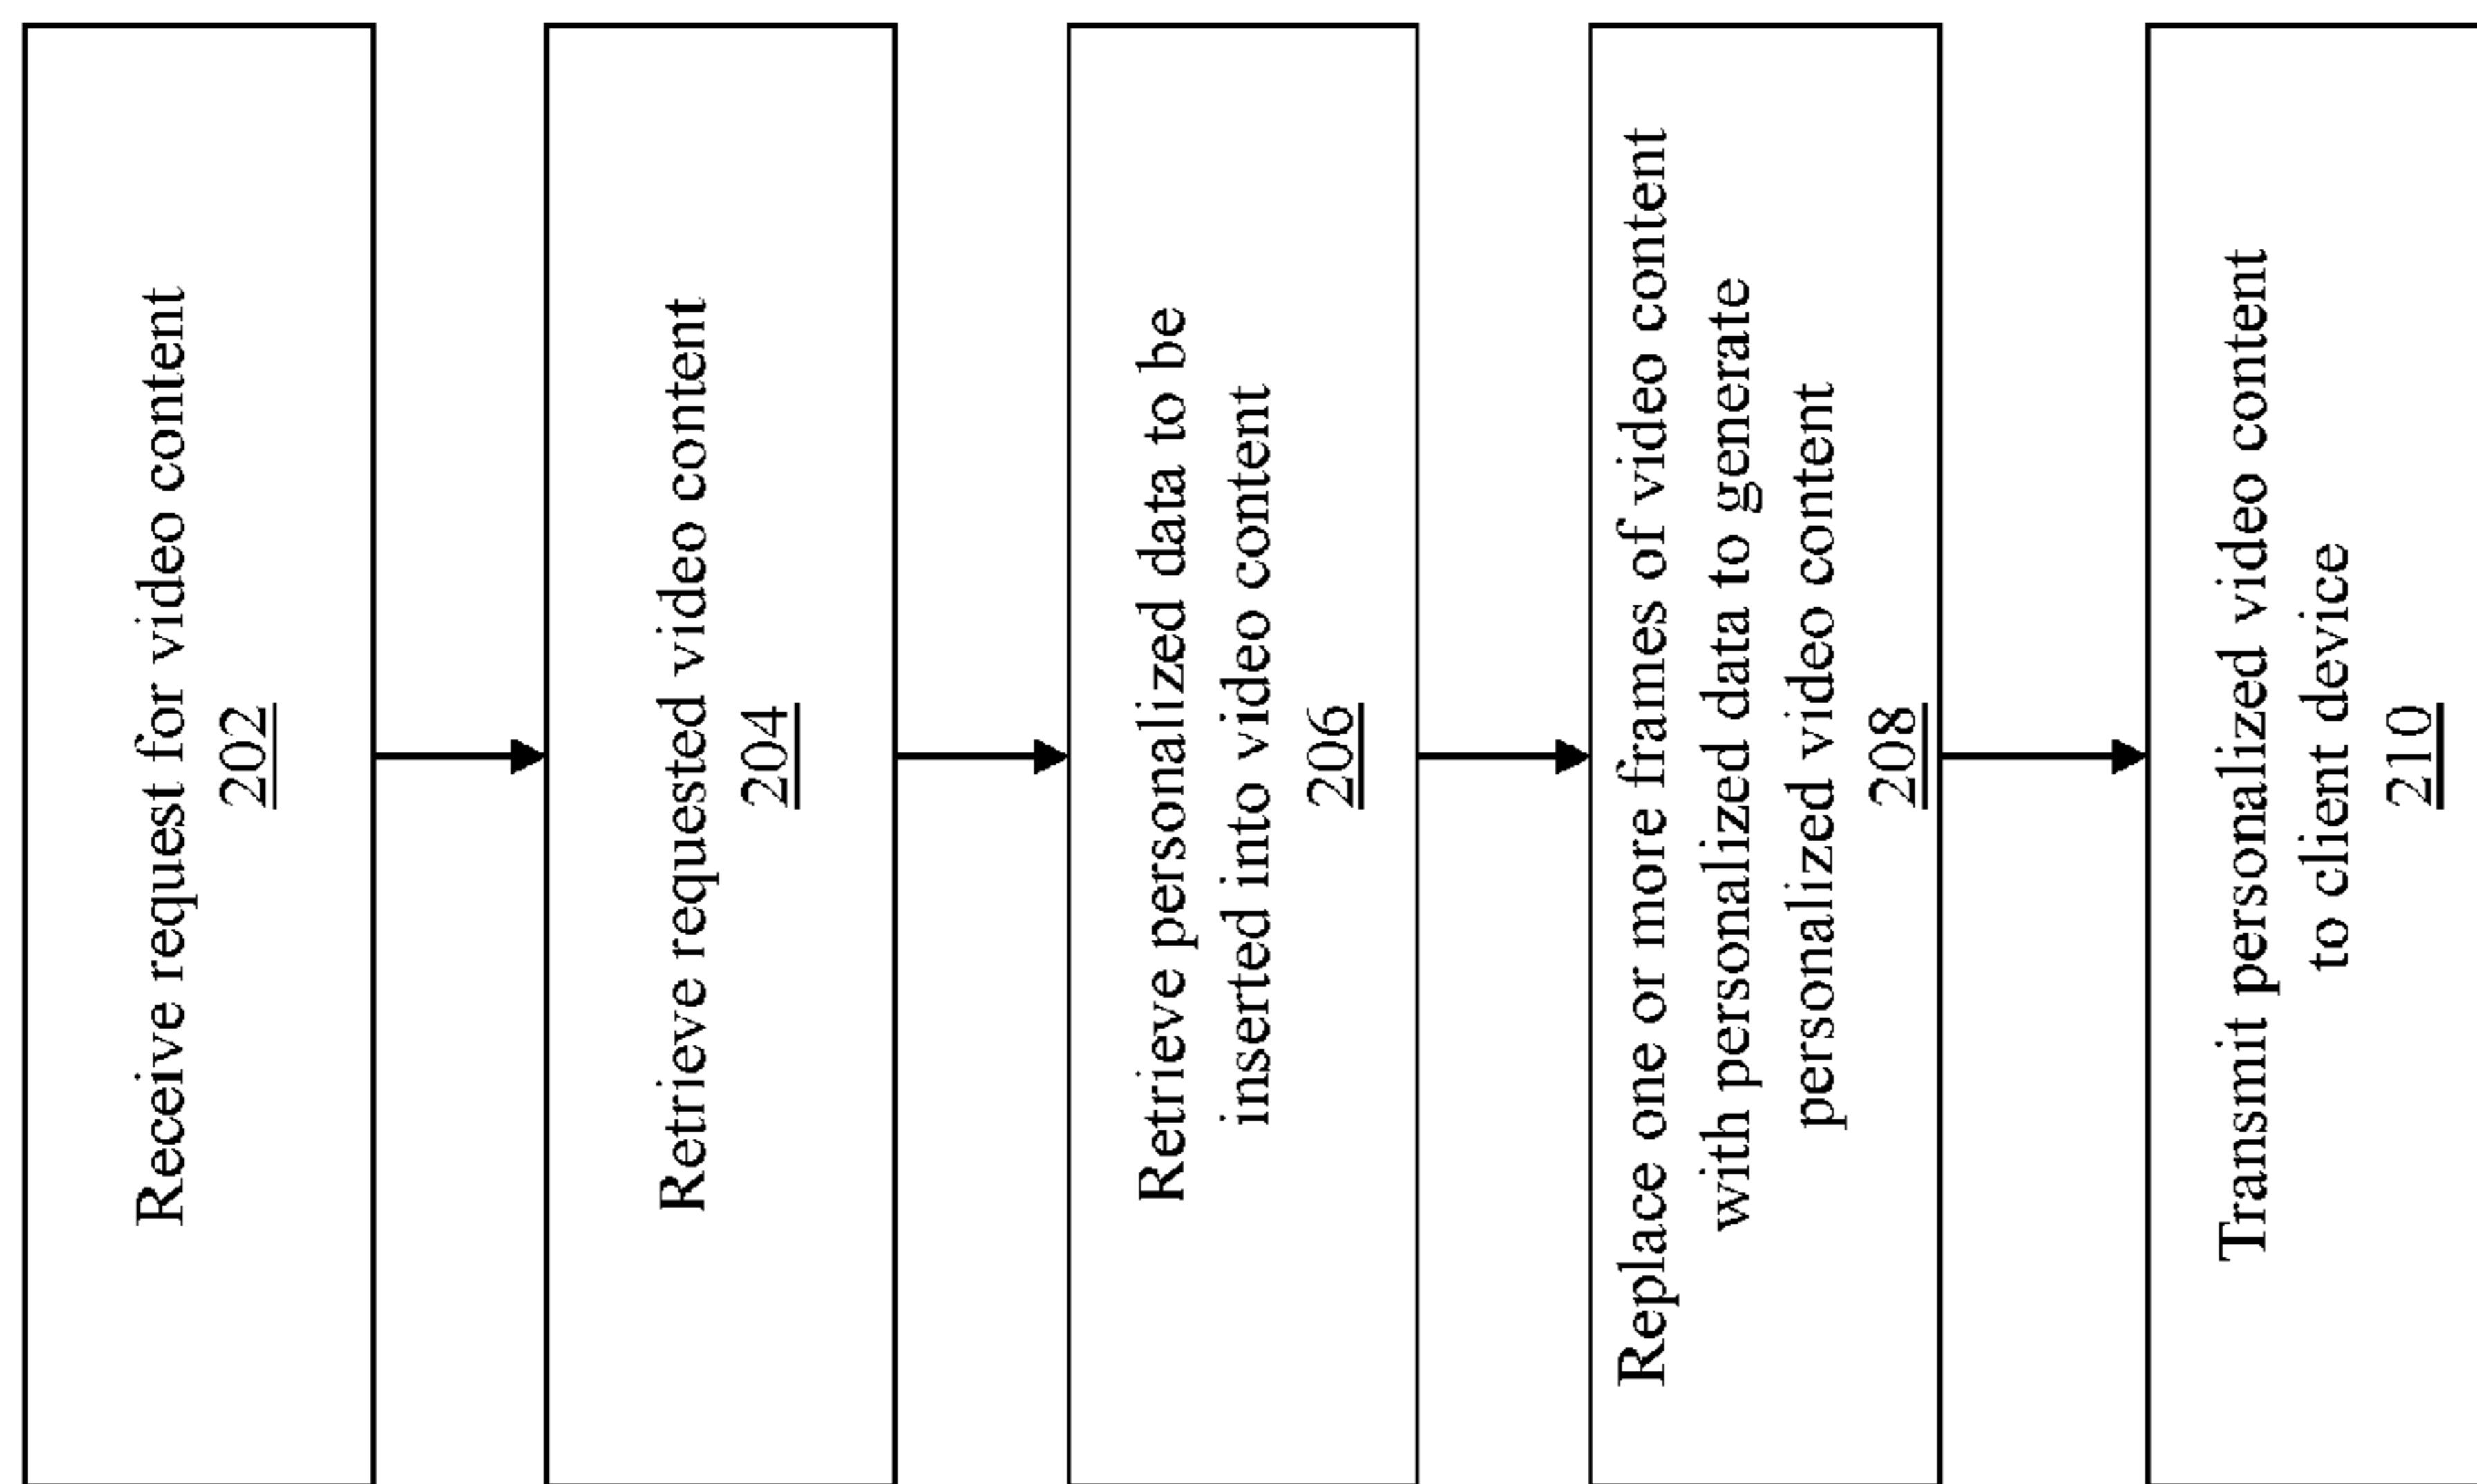 Receive request for video content
202
Retrieve requested video content
204
Retrieve personalized data to be
inserted into video content
206
Replace one or more frames of video content
with personalized data to generate
personalized video content
208
Transmit personalized video content
to client device
210